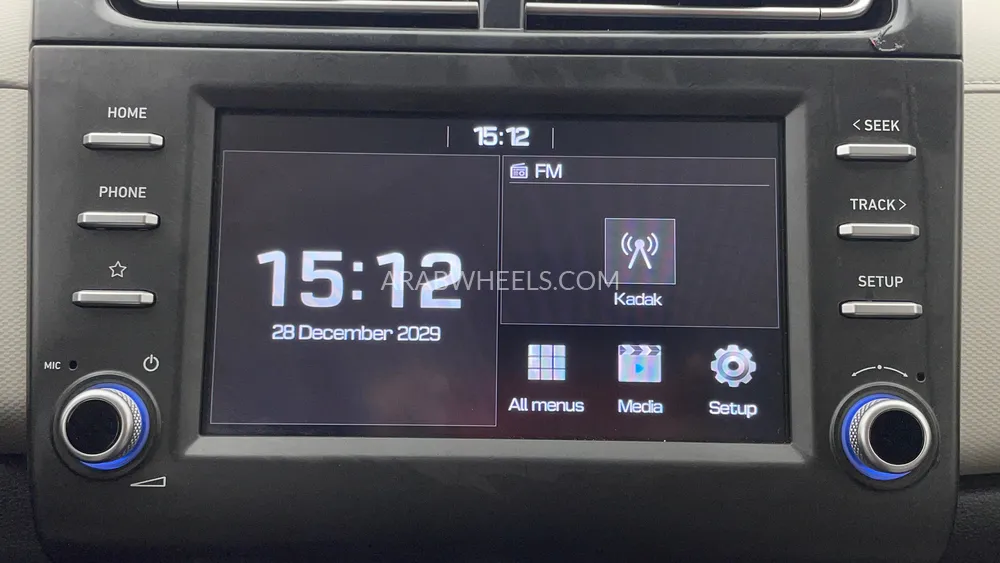 HOME
PHONE
MIC
15:12
15:12
28 December 2029
FM
Kadak
All menus
Media
Setup
< SEEK
TRACK >
SETUP
ARABWHEELS.COM